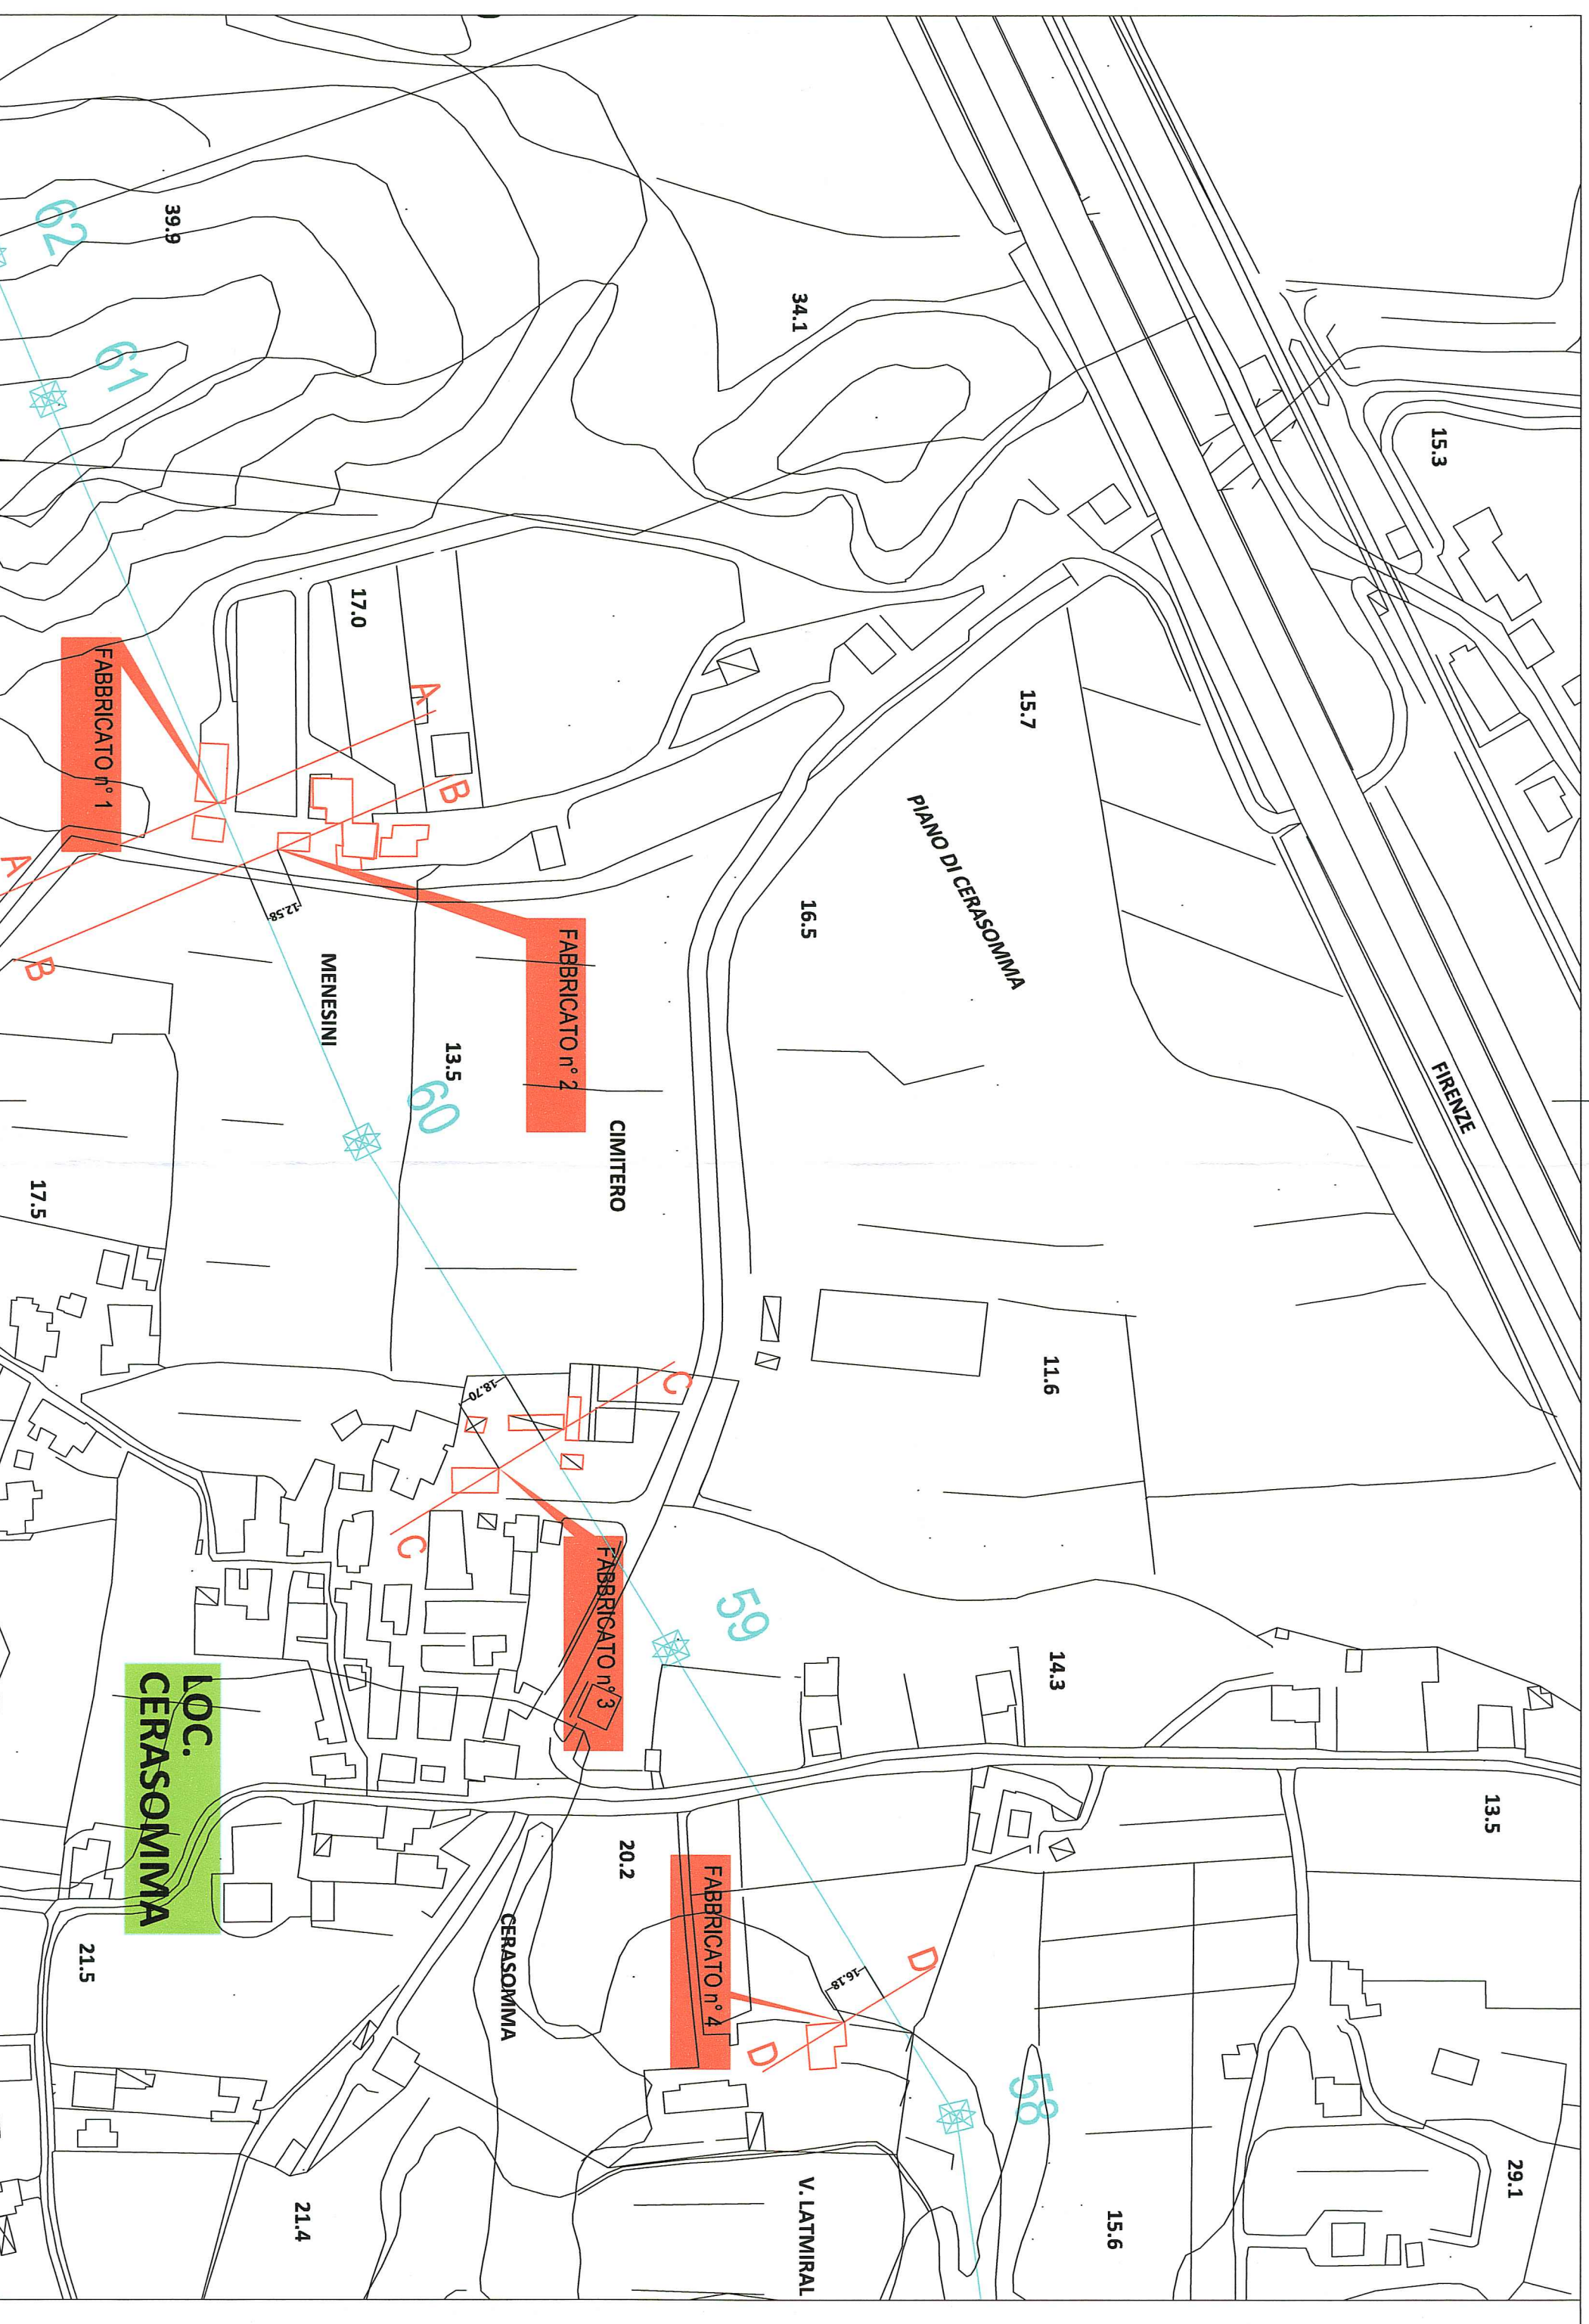 FIRENZE
15.3
13.5
29.1
15.7
PIANO DI CERASOMMA
11.6
14.3
15.6
34.1
16.5
V. LATMIRAL
58
D
16.18
D
59
FABBRICATO n° 4
20.2
CIMITERO
C
FABBRICATO n° 3
CERASOMMA
FABBRICATO n° 2
18.70
C
13.5
60
17.0
A
B
MENESINI
12.58
21.4
39.9
LOC.
CERASOMMA
61
FABBRICATO n° 1
62
A
B
17.5
21.5